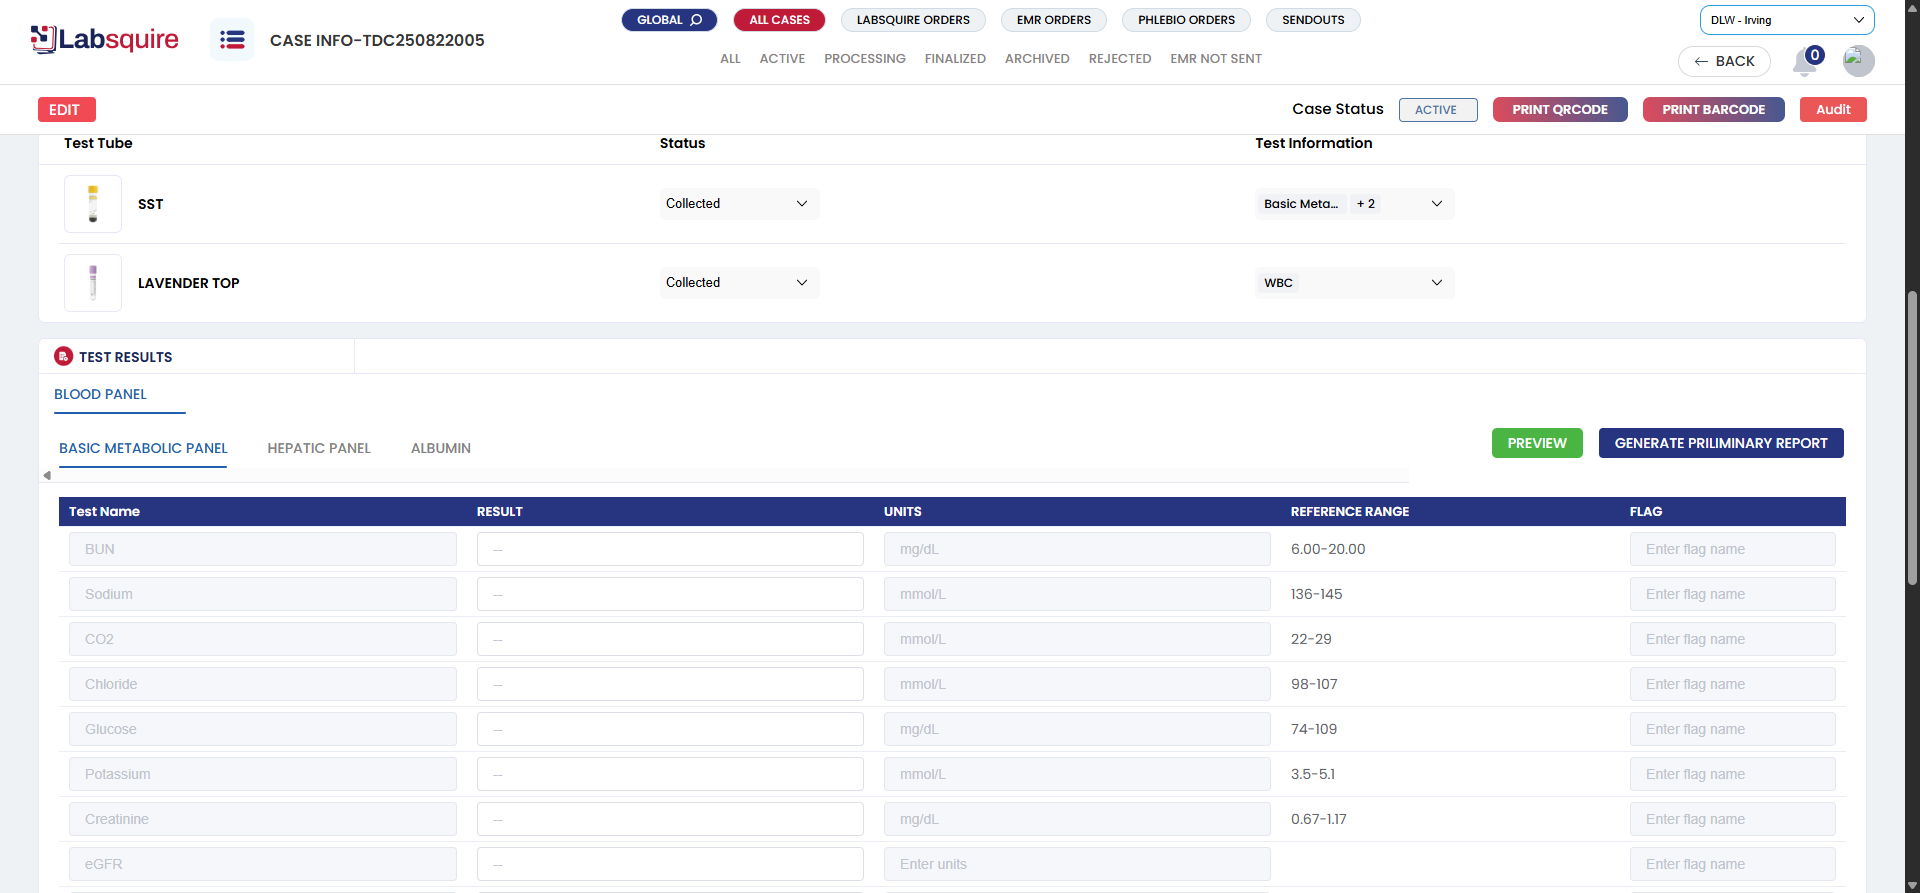 Labsquire
CASE INFO-TDC250822005
GLOBAL
ALL CASES
LABSQUIRE ORDERS
EMR ORDERS
PHLEBIO ORDERS
SENDOUTS
ALL
ACTIVE
PROCESSING
FINALIZED
ARCHIVED
REJECTED
EMR NOT SENT
DLW - Irving
BACK
0
EDIT
Case Status
ACTIVE
PRINT QRCODE
PRINT BARCODE
Audit
Test Tube Status Test Information
SST Collected Basic Meta... + 2
LAVENDER TOP Collected WBC
TEST RESULTS
BLOOD PANEL
BASIC METABOLIC PANEL HEPATIC PANEL ALBUMIN
PREVIEW
GENERATE PRILIMINARY REPORT
Test Name RESULT UNITS REFERENCE RANGE FLAG
BUN -- mg/dL 6.00-20.00 Enter flag name
Sodium -- mmol/L 136-145 Enter flag name
CO2 -- mmol/L 22-29 Enter flag name
Chloride -- mmol/L 98-107 Enter flag name
Glucose -- mg/dL 74-109 Enter flag name
Potassium -- mmol/L 3.5-5.1 Enter flag name
Creatinine -- mg/dL 0.67-1.17 Enter flag name
eGFR -- Enter units Enter flag name